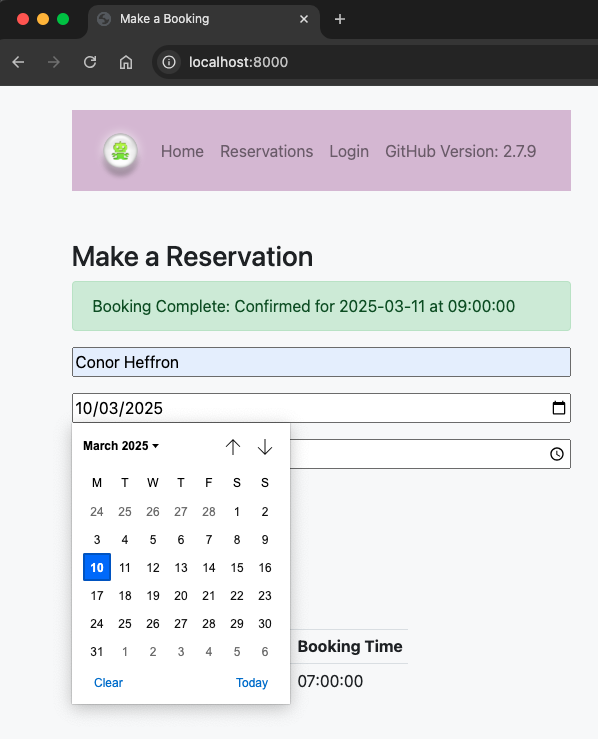 Make a Booking
localhost:8000
Home Reservations Login GitHub Version: 2.7.9
Make a Reservation
Booking Complete: Confirmed for 2025-03-11 at 09:00:00
Conor Heffron
10/03/2025
March 2025
M T W T F S S
24 25 26 27 28 1 2
3 4 5 6 7 8 9
10 11 12 13 14 15 16
17 18 19 20 21 22 23
24 25 26 27 28 29 30
31 1 2 3 4 5 6
Clear Today
Booking Time
07:00:00